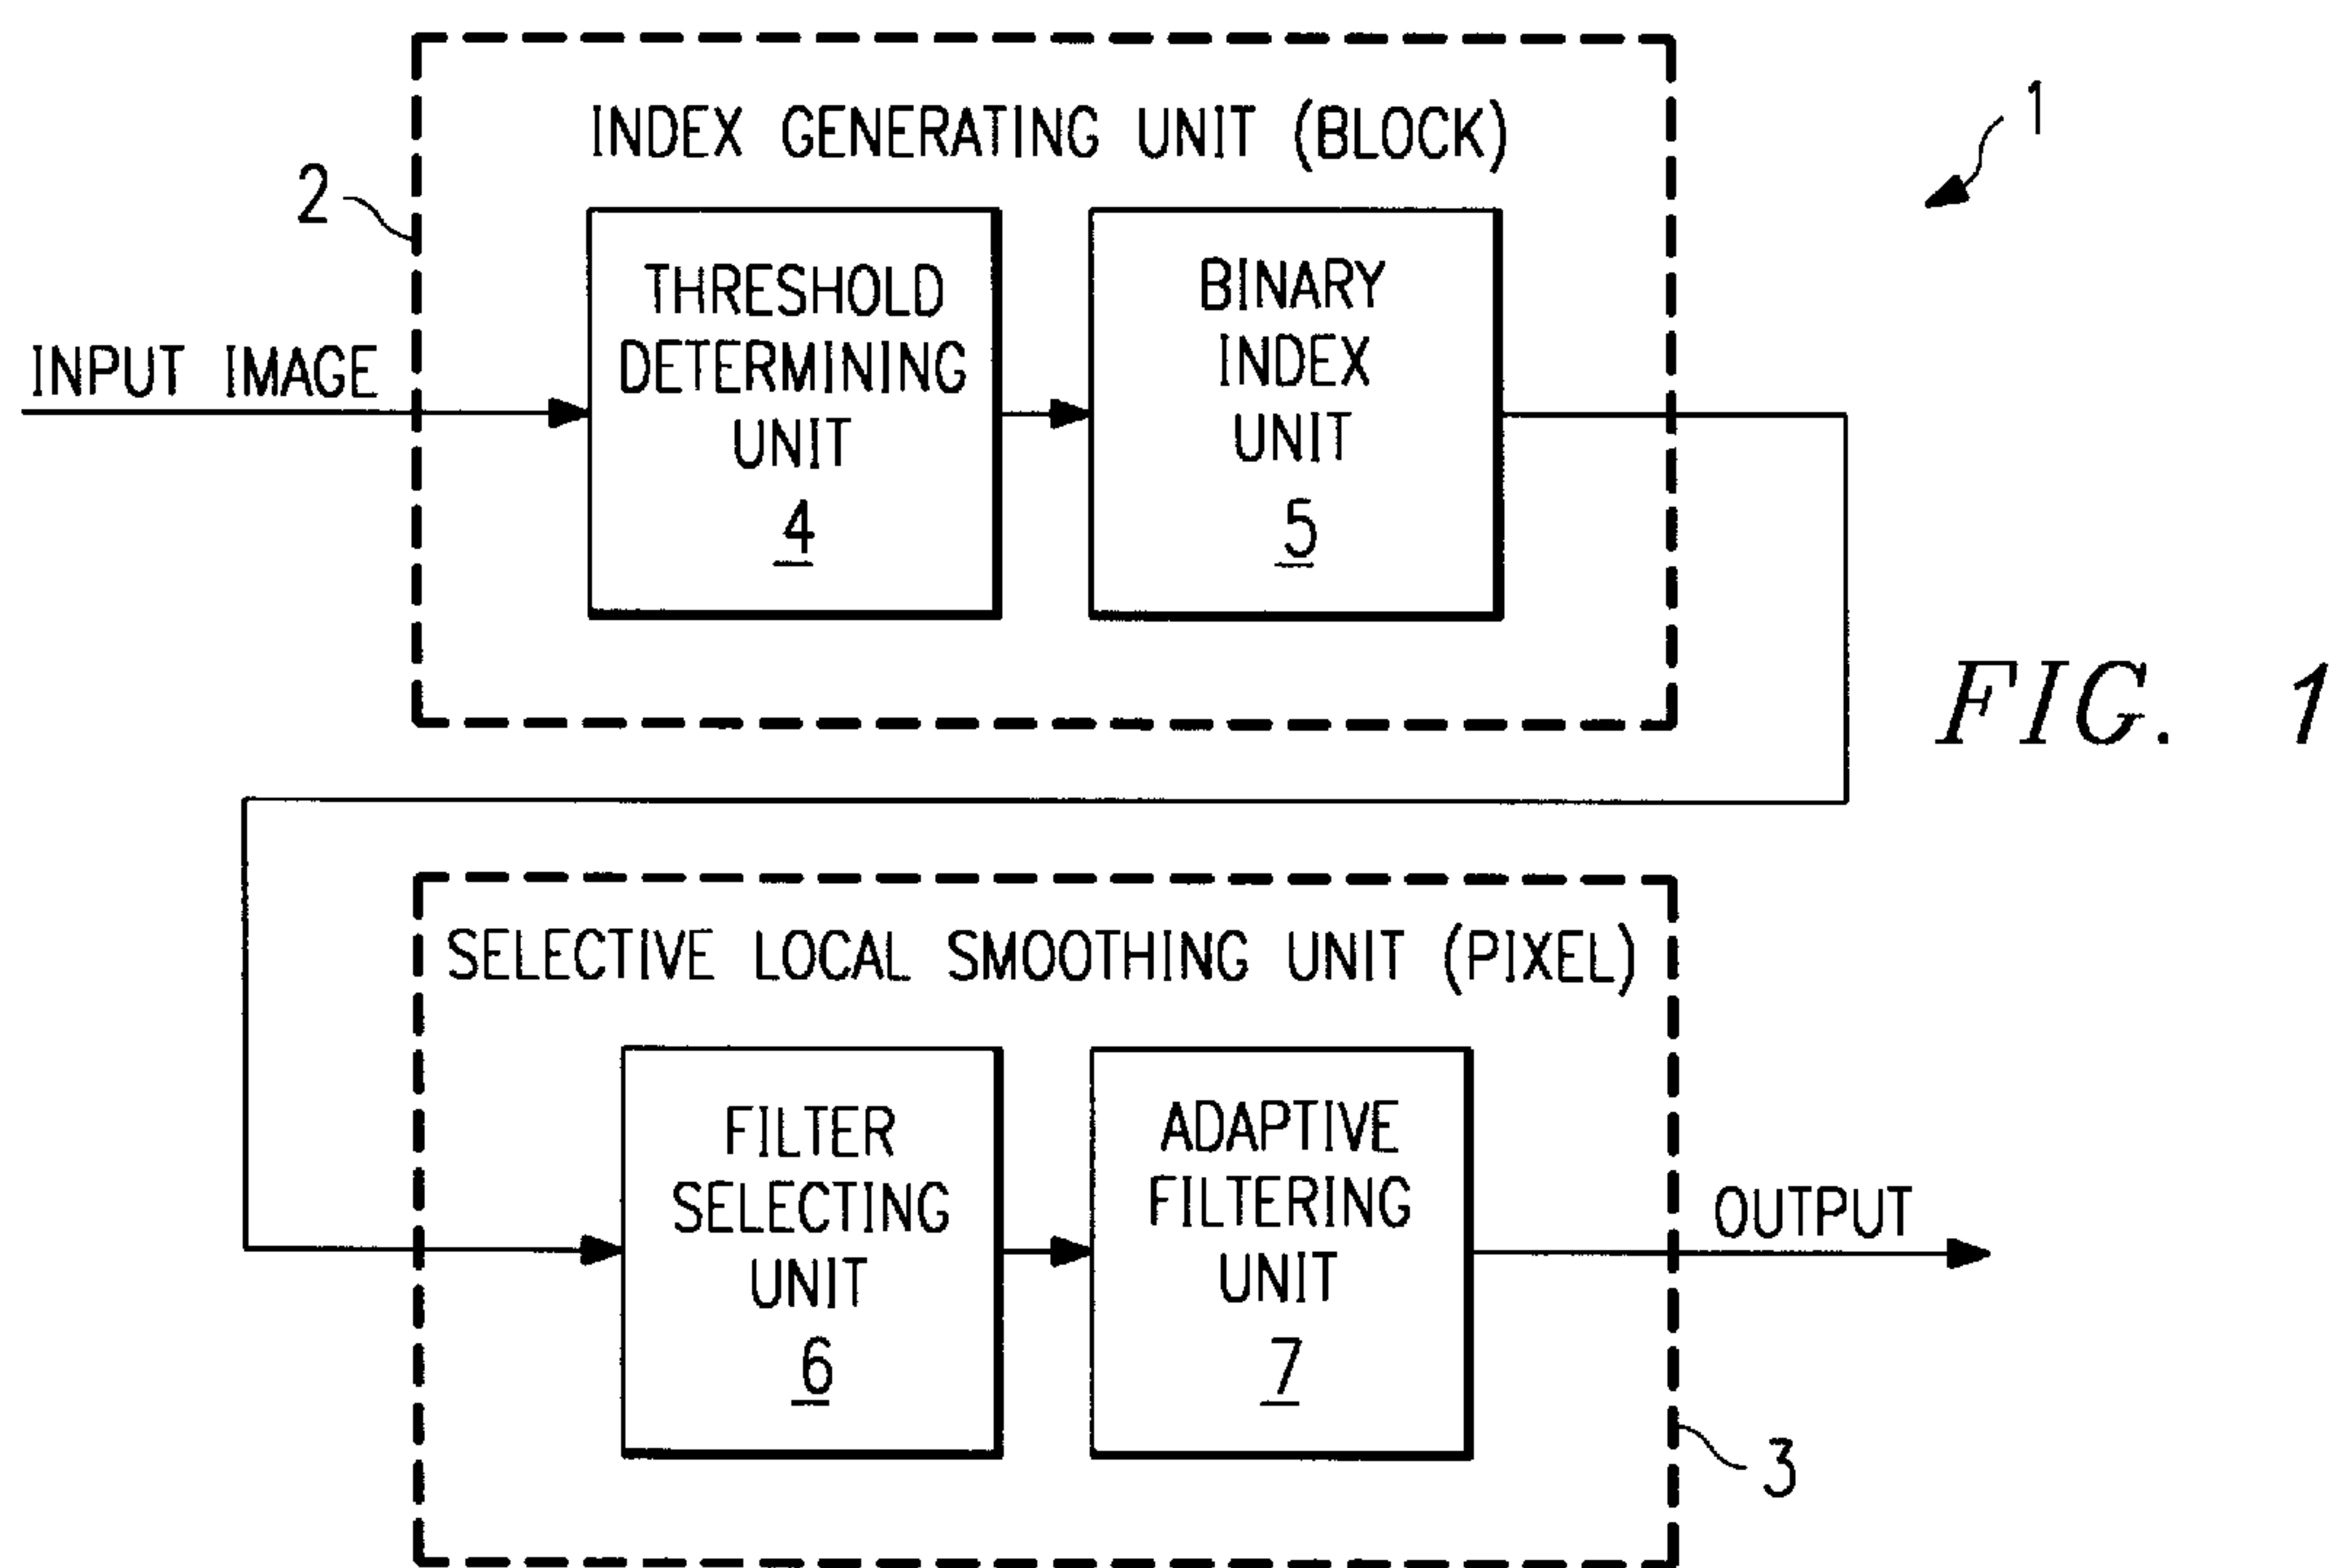 INDEX GENERATING UNIT (BLOCK)
1
2
THRESHOLD
DETERMINING
UNIT
4
BINARY
INDEX
UNIT
5
INPUT IMAGE
FIG. 1
SELECTIVE LOCAL SMOOTHING UNIT (PIXEL)
FILTER
SELECTING
UNIT
6
ADAPTIVE
FILTERING
UNIT
7
OUTPUT
3